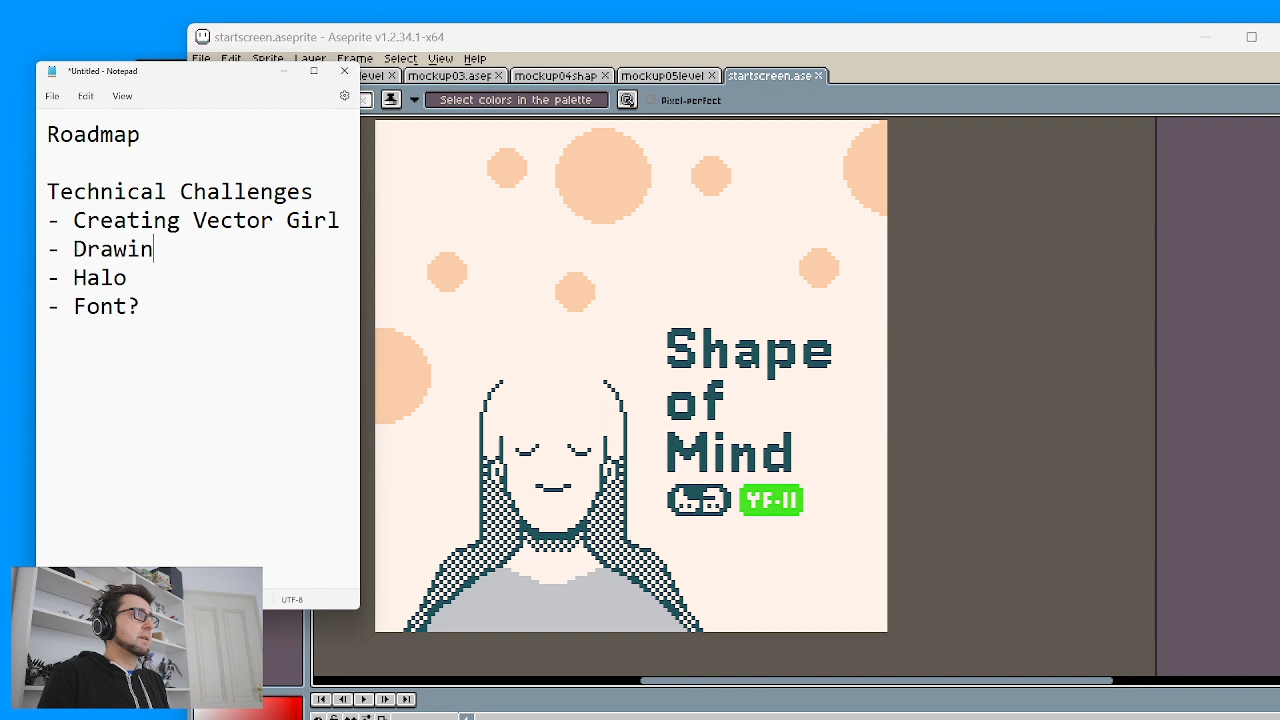 startscreen.aseprite - Aseprite v1.2.34.1-x64
File Edit Sprite Layer Frame Select View Help
*Untitled - Notepad
level mockup03.asep mockup04shap mockup05level startscreen.ase
File Edit View
Select colors in the palette
Pixel-perfect
Roadmap
Technical Challenges
- Creating Vector Girl
- Drawin
- Halo
- Font?
Shape
of
Mind
YF-II
UTF-8